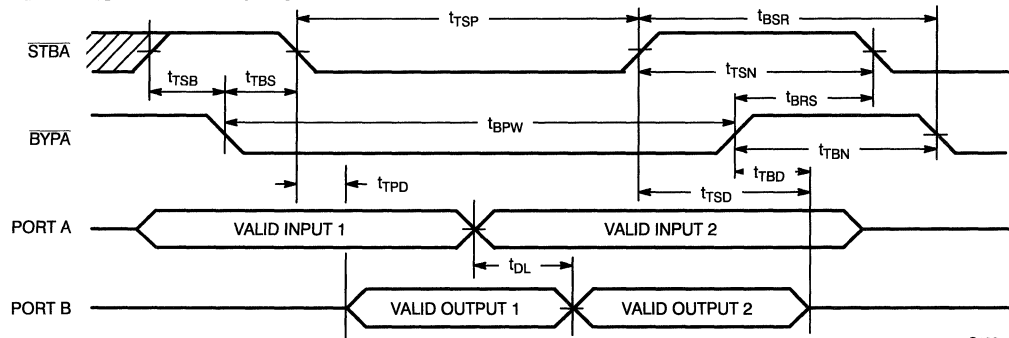 tTSP
tBSR
STBA
tTSN
tTSB
tTBS
tBRS
tBPW
BYPA
tTBN
tTBD
tTPD
tTSD
PORT A
VALID INPUT 1
VALID INPUT 2
tDL
PORT B
VALID OUTPUT 1
VALID OUTPUT 2